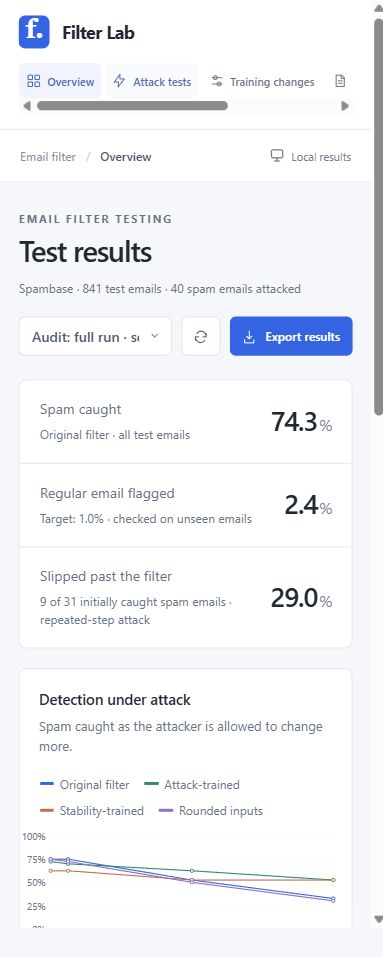 f.
Filter Lab
Overview
Attack tests
Training changes
Email filter / Overview
Local results
EMAIL FILTER TESTING
Test results
Spambase · 841 test emails · 40 spam emails attacked
Audit: full run ·
Export results
Spam caught
Original filter · all test emails
74.3%
Regular email flagged
Target: 1.0% · checked on unseen emails
2.4%
Slipped past the filter
9 of 31 initially caught spam emails ·
repeated-step attack
29.0%
Detection under attack
Spam caught as the attacker is allowed to change
more.
Original filter
Attack-trained
Stability-trained
Rounded inputs
100%
75%
50%
25%